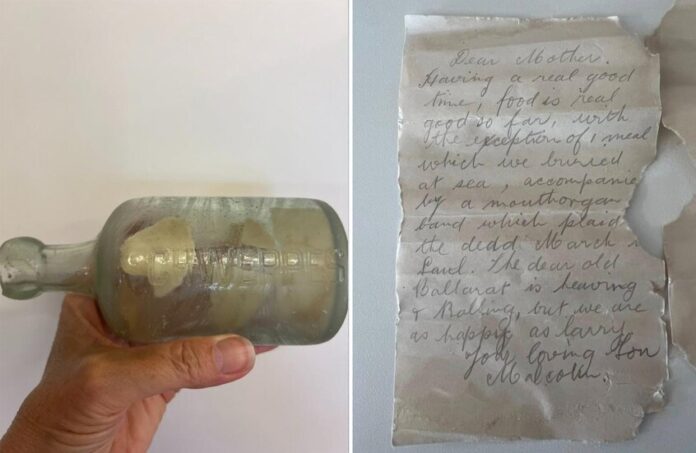 Dear Mother.
Having a real good
time, food is real
good so far, with
the exception of 1 meal
which we buried
at sea, accompanie
by a mouthorgan
band which plaid
the dedd March
Saul. The dear old
Ballarat is heaving
& Rolling, but we are
as happy as larry
Your loving Son
Malcolm.